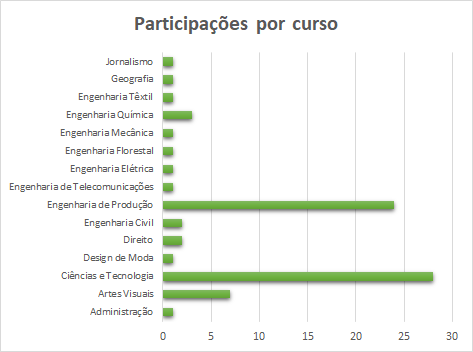 Participações por curso
Jornalismo
Geografia
Engenharia Têxtil
Engenharia Química
Engenharia Mecânica
Engenharia Florestal
Engenharia Elétrica
Engenharia de Telecomunicações
Engenharia de Produção
Engenharia Civil
Direito
Design de Moda
Ciências e Tecnologia
Artes Visuais
Administração
0 5 10 15 20 25 30